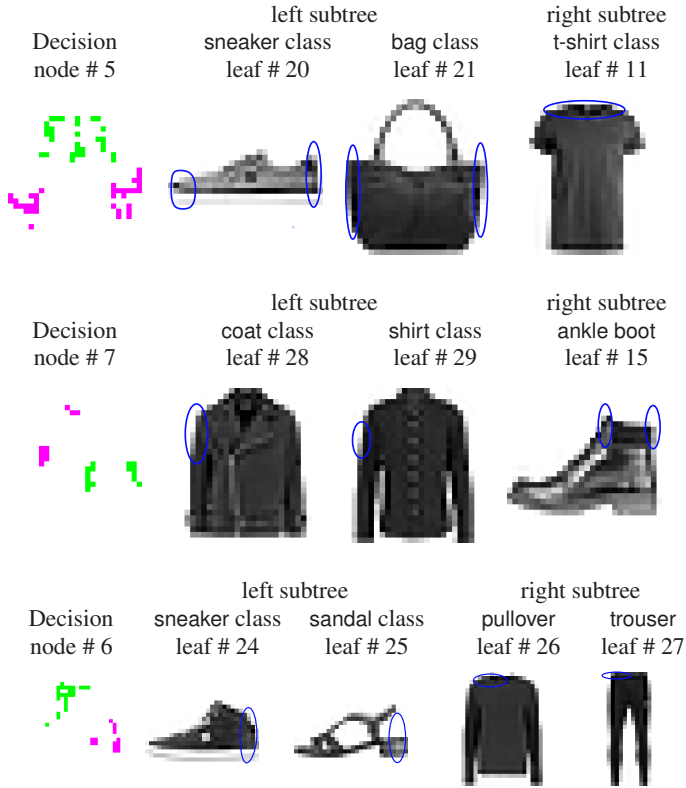 left subtree right subtree
Decision sneaker class bag class t-shirt class
node # 5 leaf # 20 leaf # 21 leaf # 11
left subtree right subtree
Decision coat class shirt class ankle boot
node # 7 leaf # 28 leaf # 29 leaf # 15
left subtree right subtree
Decision sneaker class sandal class pullover trouser
node # 6 leaf # 24 leaf # 25 leaf # 26 leaf # 27